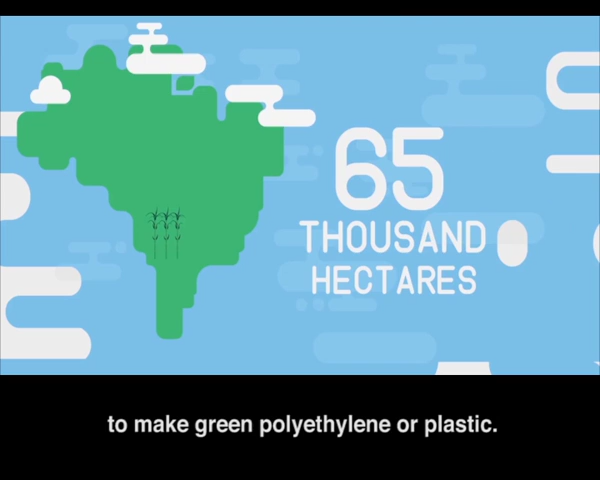 65
THOUSAND
HECTARES
to make green polyethylene or plastic.